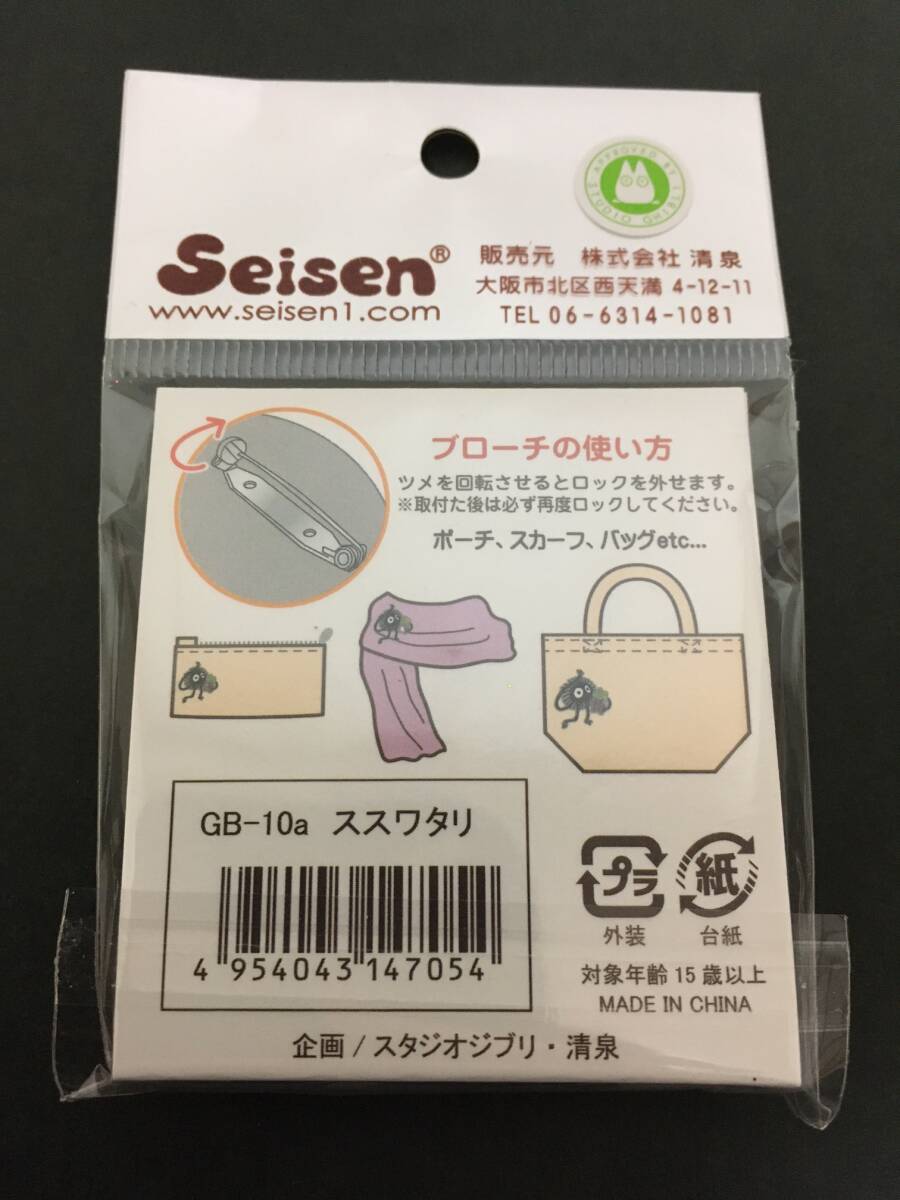 APPROVED BY STUDIO GHIBLI
Seisen®
www.seisen1.com
販売元　株式会社 清泉
大阪市北区西天満 4-12-11
TEL 06-6314-1081
ブローチの使い方
ツメを回転させるとロックを外せます。
※取付た後は必ず再度ロックしてください。
ポーチ、スカーフ、バッグetc...
GB-10a　ススワタリ
4 954043 147054
プラ
外装
紙
台紙
対象年齢 15 歳以上
MADE IN CHINA
企画 / スタジオジブリ・清泉